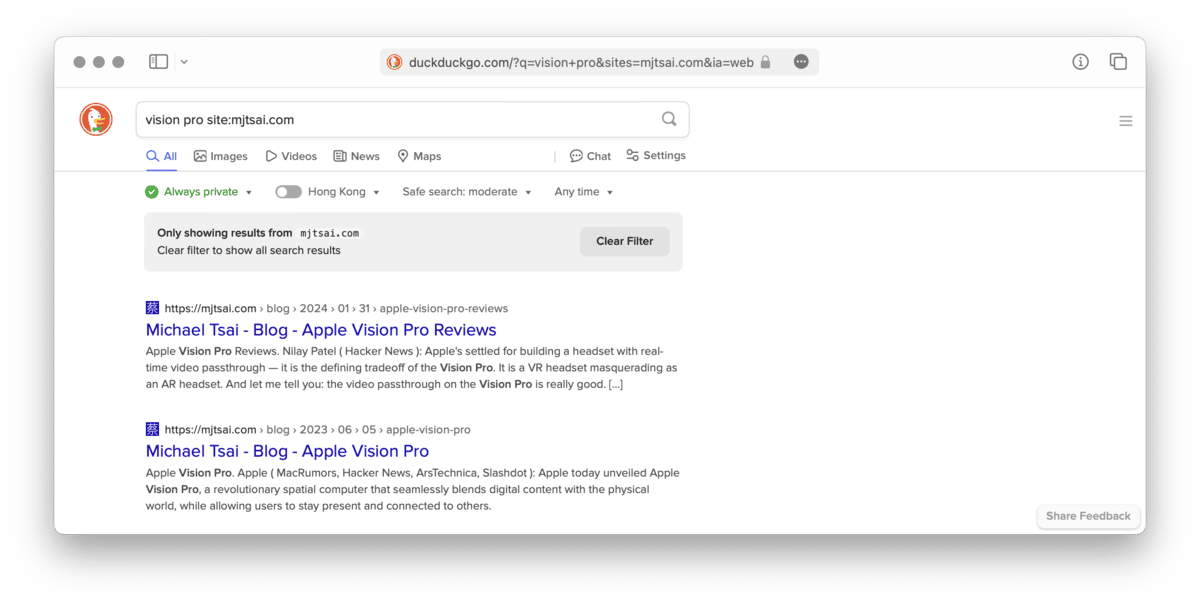 duckduckgo.com/?q=vision+pro&sites=mjtsai.com&ia=web
vision pro site:mjtsai.com
All Images Videos News Maps | Chat Settings
Always private Hong Kong Safe search: moderate Any time
Only showing results from mjtsai.com
Clear filter to show all search results
Clear Filter
蔡 https://mjtsai.com › blog › 2024 › 01 › 31 › apple-vision-pro-reviews
Michael Tsai - Blog - Apple Vision Pro Reviews
Apple Vision Pro Reviews. Nilay Patel ( Hacker News ): Apple's settled for building a headset with real-
time video passthrough — it is the defining tradeoff of the Vision Pro. It is a VR headset masquerading as
an AR headset. And let me tell you: the video passthrough on the Vision Pro is really good. [...]
蔡 https://mjtsai.com › blog › 2023 › 06 › 05 › apple-vision-pro
Michael Tsai - Blog - Apple Vision Pro
Apple Vision Pro. Apple ( MacRumors, Hacker News, ArsTechnica, Slashdot ): Apple today unveiled Apple
Vision Pro, a revolutionary spatial computer that seamlessly blends digital content with the physical
world, while allowing users to stay present and connected to others.
Share Feedback